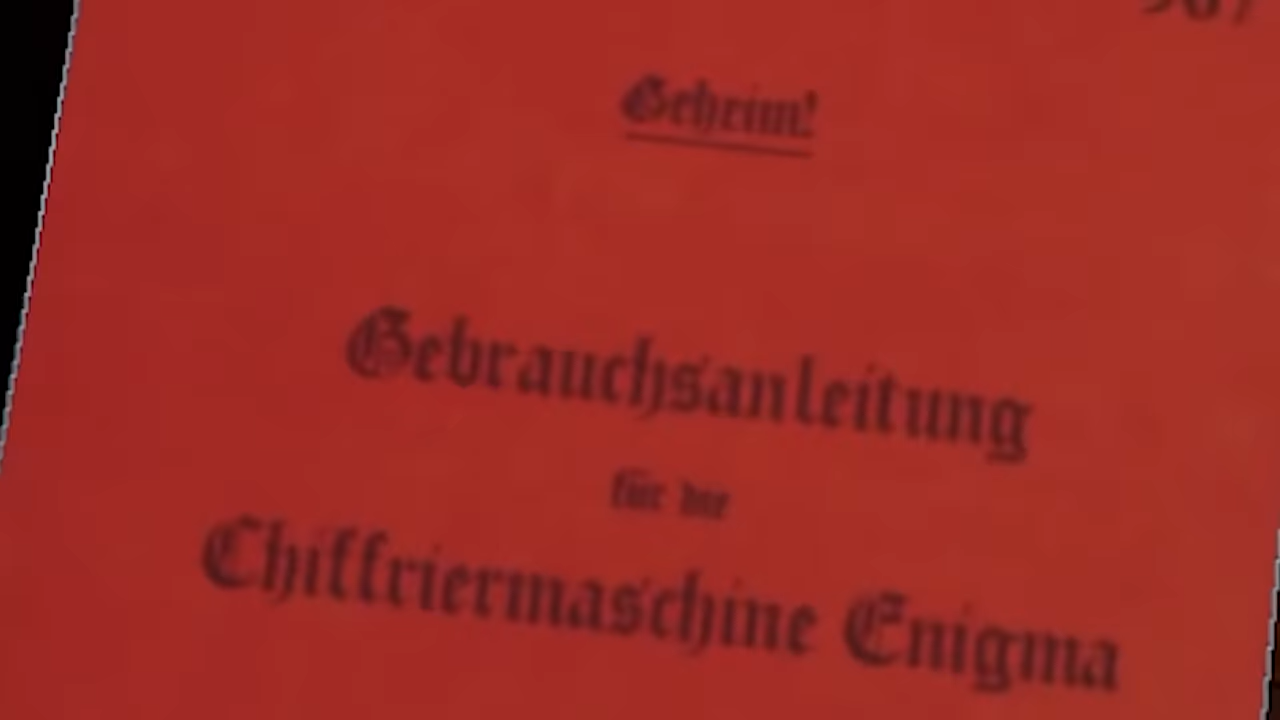 Geheim!
Gebrauchsanleitung
für die
Chiffriermaschine Enigma